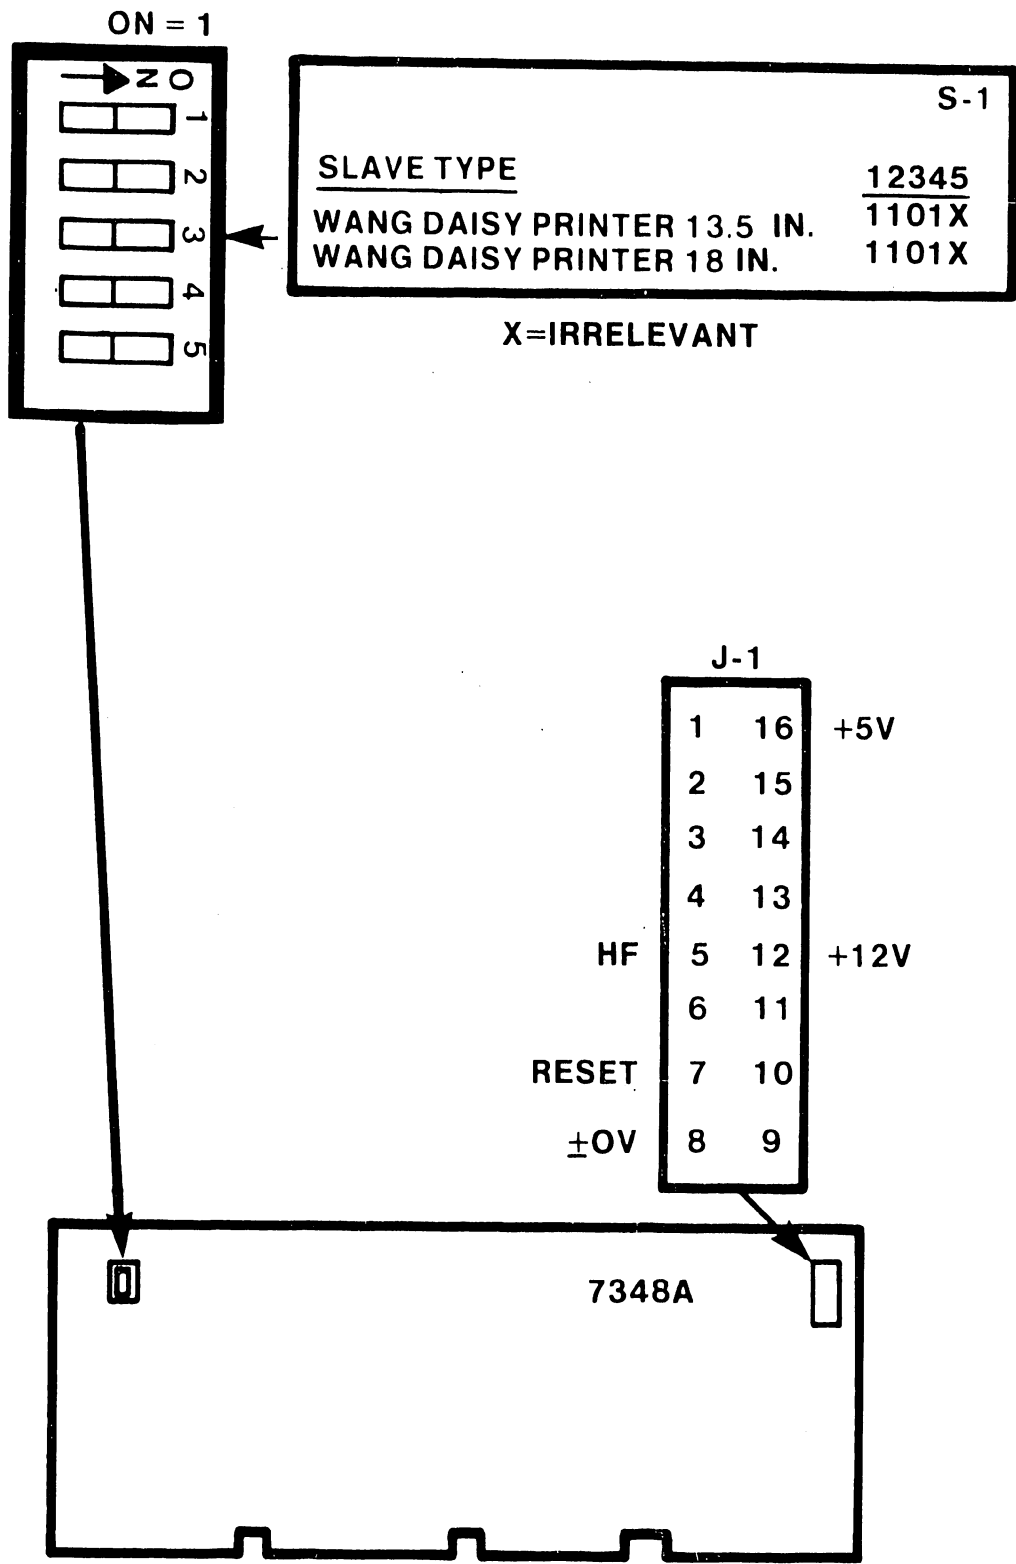 ON = 1
ON
1
2
3
4
5
S-1
SLAVE TYPE 12345
WANG DAISY PRINTER 13.5 IN. 1101X
WANG DAISY PRINTER 18 IN. 1101X
X=IRRELEVANT
J-1
1 16 +5V
2 15
3 14
4 13
HF 5 12 +12V
6 11
RESET 7 10
±OV 8 9
7348A